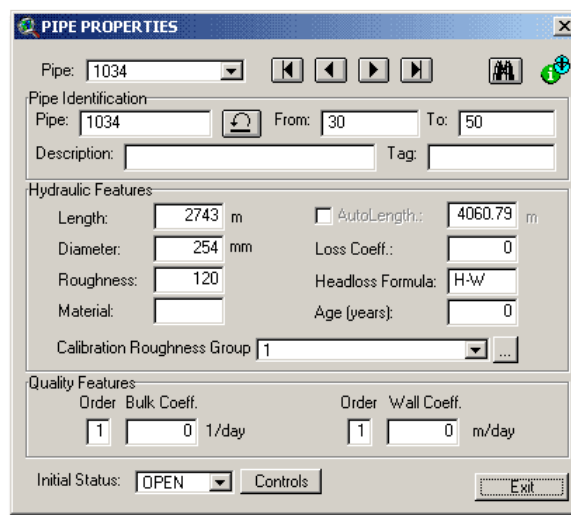 PIPE PROPERTIES
Pipe: 1034
Pipe Identification
Pipe: 1034 From: 30 To: 50
Description: Tag:
Hydraulic Features
Length: 2743 m AutoLength.: 4060.79 m
Diameter: 254 mm Loss Coeff.: 0
Roughness: 120 Headloss Formula: H-W
Material: Age (years): 0
Calibration Roughness Group 1 ...
Quality Features
Order Bulk Coeff. Order Wall Coeff.
1 0 1/day 1 0 m/day
Initial Status: OPEN Controls Exit